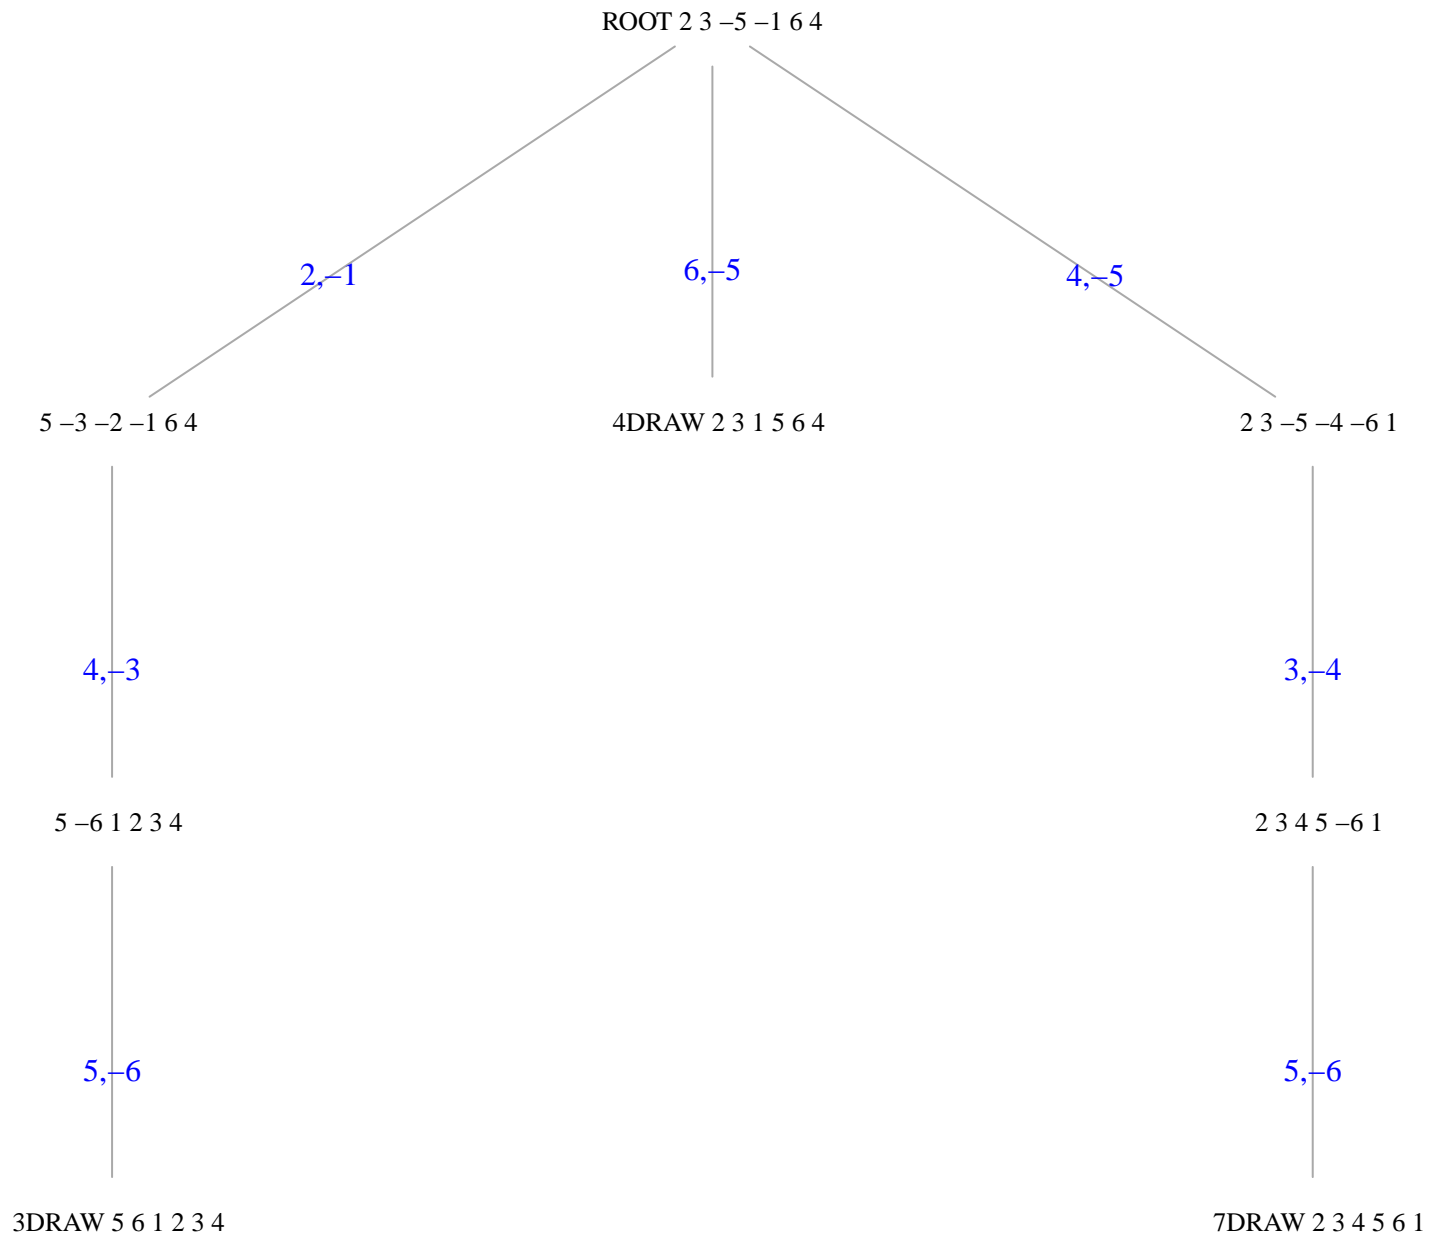 ROOT 2 3 –5 –1 6 4
2,–1
6,–5
4,–5
5 –3 –2 –1 6 4
4DRAW 2 3 1 5 6 4
2 3 –5 –4 –6 1
4,–3
3,–4
5 –6 1 2 3 4
2 3 4 5 –6 1
5,–6
5,–6
3DRAW 5 6 1 2 3 4
7DRAW 2 3 4 5 6 1